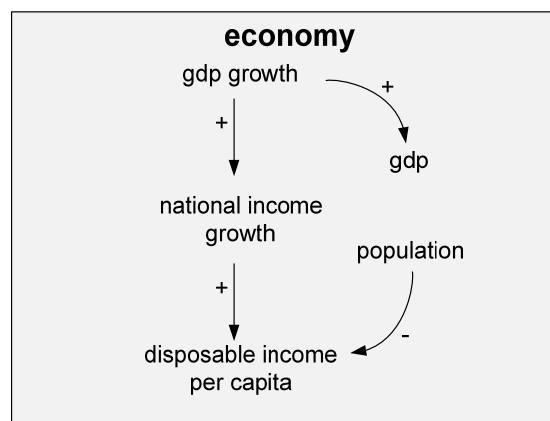 economy
gdp growth
+
+
gdp
national income
growth
population
+
-
disposable income
per capita